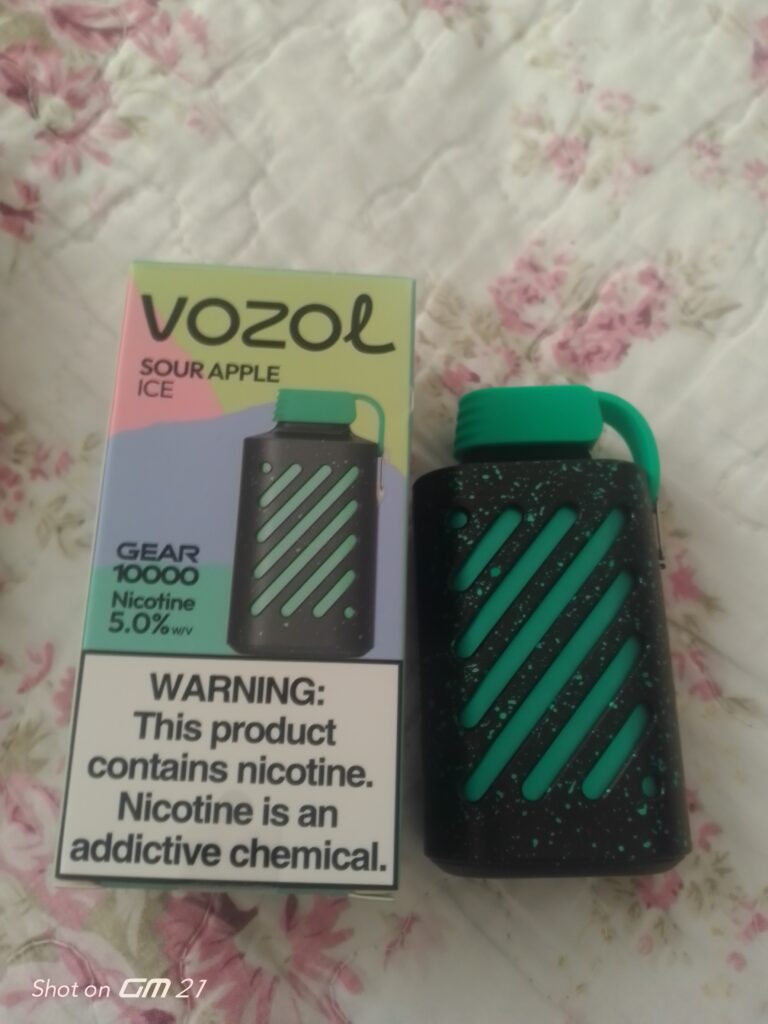 VOZOL
SOUR APPLE
ICE
GEAR
10000
Nicotine
5.0% w/v
WARNING:
This product
contains nicotine.
Nicotine is an
addictive chemical.
Shot on GM 21